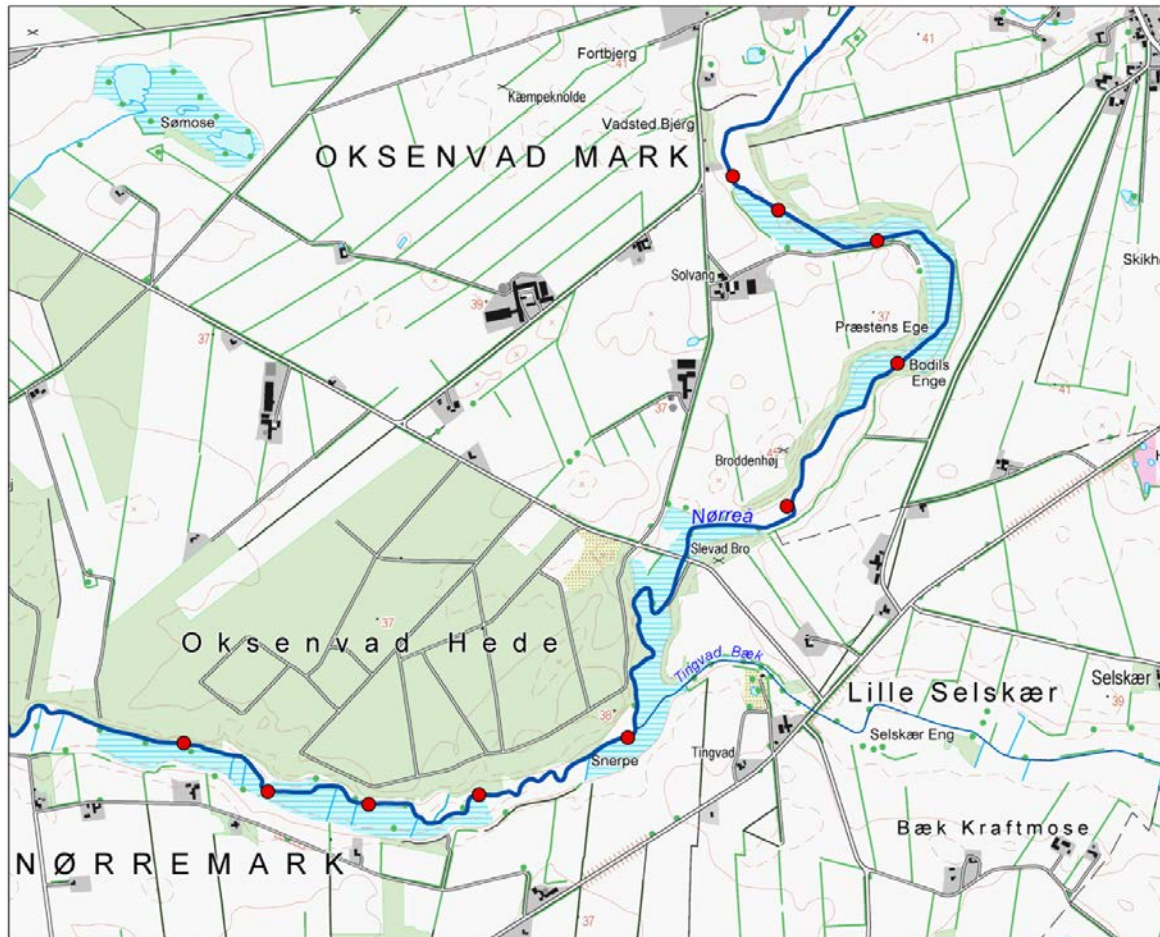 41
Fortbjerg
41
Kæmpeknolde
Sømose
Vadsted Bjerg
OKSENVAD MARK
Solvang
Skikh
39
37
Præstens Ege
37
Bodils
Enge
41
37
Broddenhøj
Nørreå
Slevad Bro
37
Oksenvad Hede
Tingvad Bæk
Lille Selskær
Selskær
39
38
Snerpe
Tingvad
Selskær Eng
Bæk Kraftmose
NØRREMARK
37